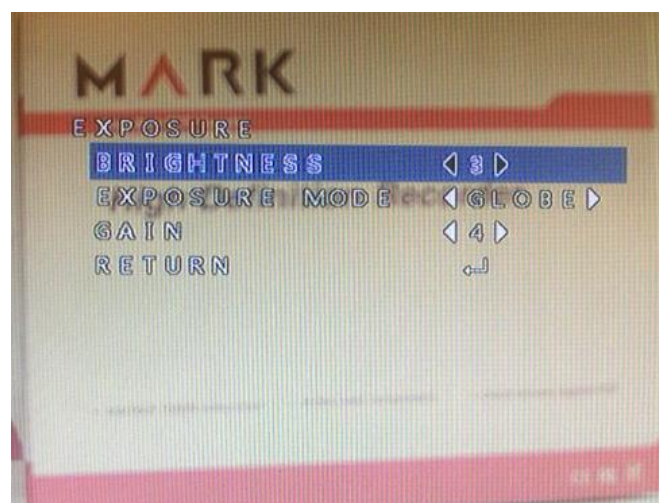 MARK
EXPOSURE
BRIGHTNESS 3
EXPOSURE MODE GLOBE
GAIN 4
RETURN